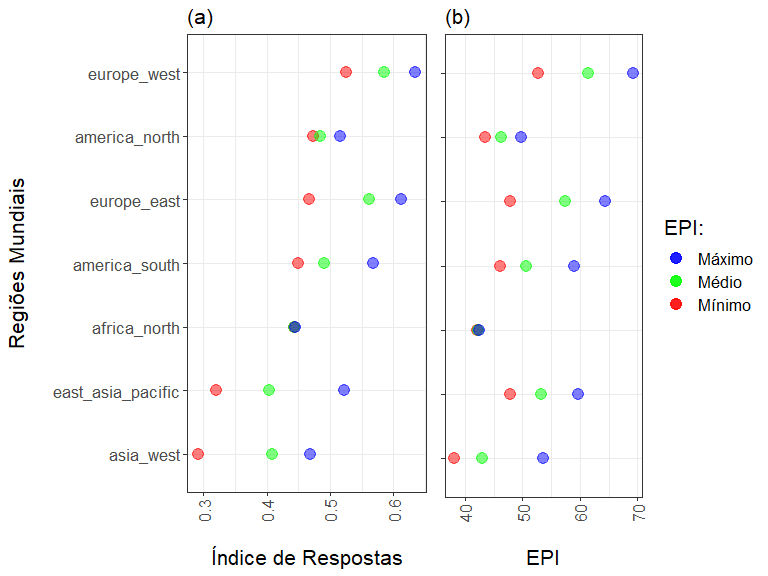 (a)
(b)
Regiões Mundiais
europe_west
america_north
europe_east
america_south
africa_north
east_asia_pacific
asia_west
0.3
0.4
0.5
0.6
40
50
60
70
Índice de Respostas
EPI
EPI:
Máximo
Médio
Mínimo